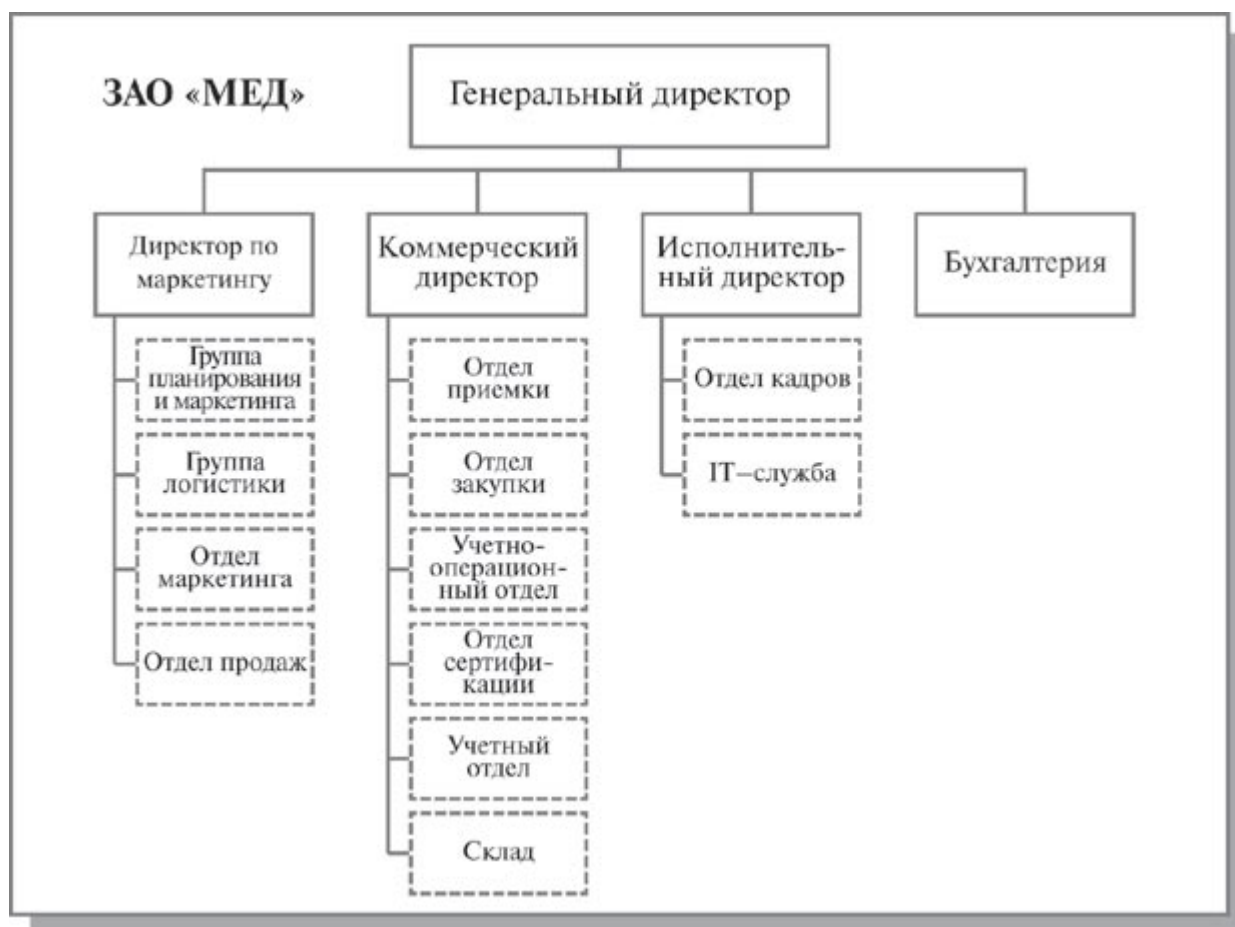 ЗАО «МЕД»
Генеральный директор
Директор по
маркетингу
Группа
планирования
и маркетинга
Группа
логистики
Отдел
маркетинга
Отдел продаж
Коммерческий
директор
Отдел
приемки
Отдел
закупки
Учетно-
операцион-
ный отдел
Отдел
сертифи-
кации
Учетный
отдел
Склад
Исполнитель-
ный директор
Отдел кадров
IT–служба
Бухгалтерия